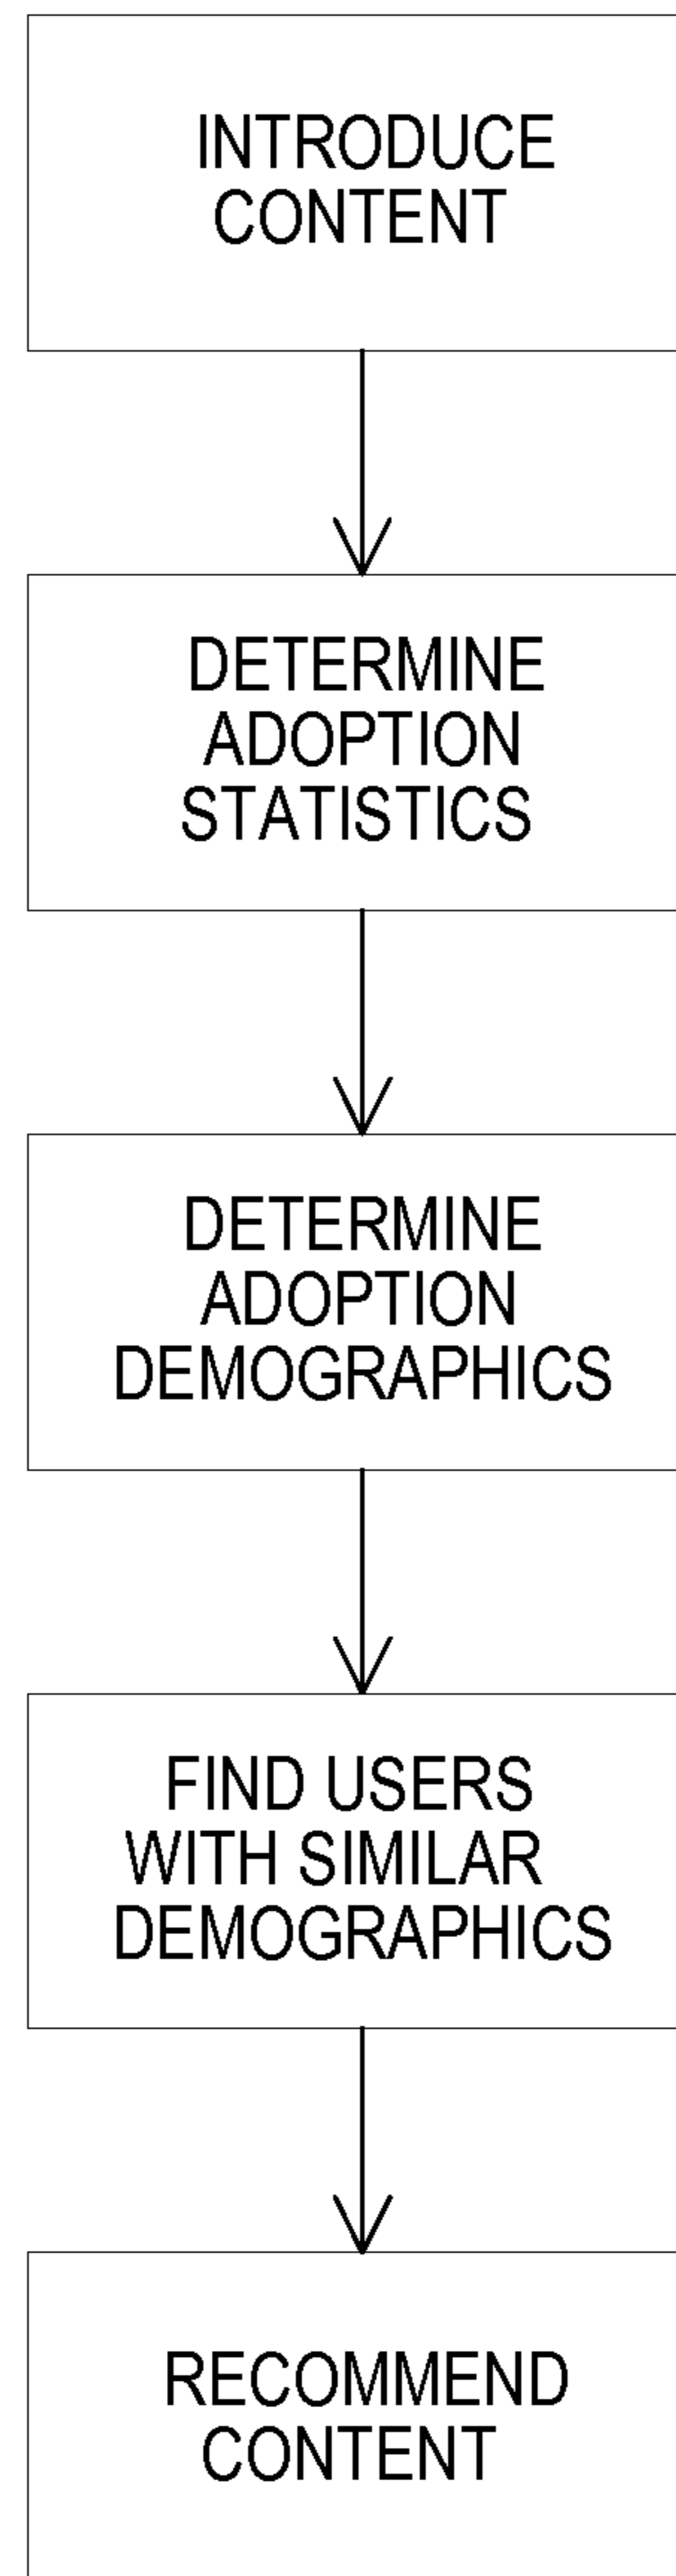 INTRODUCE
CONTENT
DETERMINE
ADOPTION
STATISTICS
DETERMINE
ADOPTION
DEMOGRAPHICS
FIND USERS
WITH SIMILAR
DEMOGRAPHICS
RECOMMEND
CONTENT